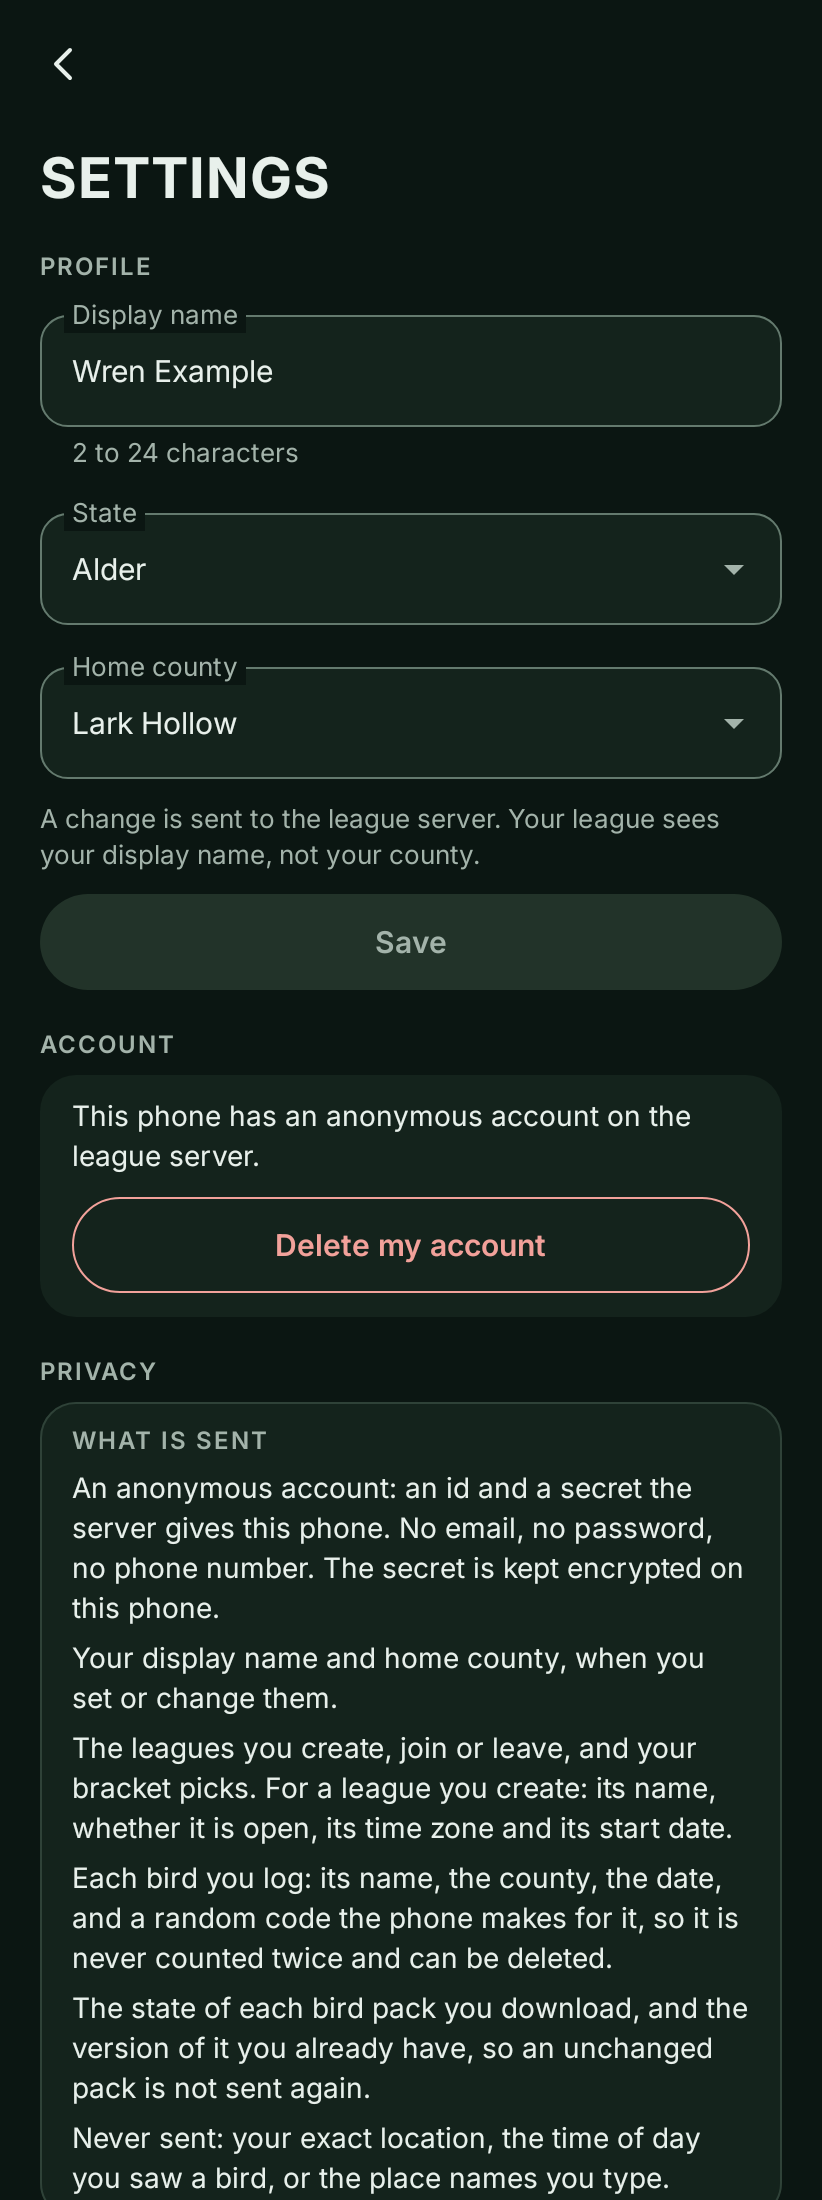 SETTINGS
PROFILE
Display name
Wren Example
2 to 24 characters
State
Alder
Home county
Lark Hollow
A change is sent to the league server. Your league sees
your display name, not your county.
Save
ACCOUNT
This phone has an anonymous account on the
league server.
Delete my account
PRIVACY
WHAT IS SENT
An anonymous account: an id and a secret the
server gives this phone. No email, no password,
no phone number. The secret is kept encrypted on
this phone.
Your display name and home county, when you
set or change them.
The leagues you create, join or leave, and your
bracket picks. For a league you create: its name,
whether it is open, its time zone and its start date.
Each bird you log: its name, the county, the date,
and a random code the phone makes for it, so it is
never counted twice and can be deleted.
The state of each bird pack you download, and the
version of it you already have, so an unchanged
pack is not sent again.
Never sent: your exact location, the time of day
you saw a bird, or the place names you type.